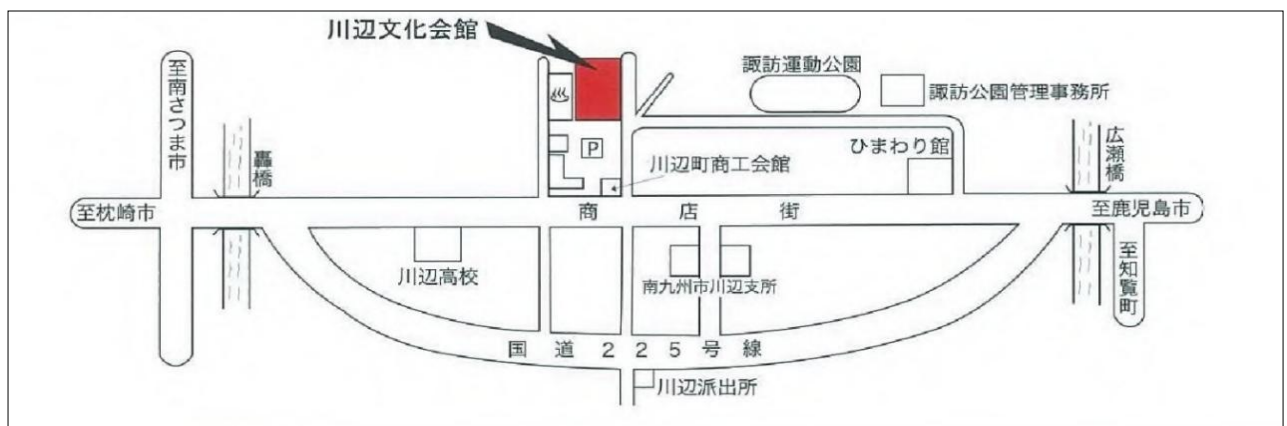 川辺文化会館
諏訪運動公園
諏訪公園管理事務所
至南さつま市
轟橋
P
ひまわり館
広瀬橋
川辺町商工会館
至枕崎市
商店街
至鹿児島市
川辺高校
南九州市川辺支所
至知覧町
国道225号線
川辺派出所